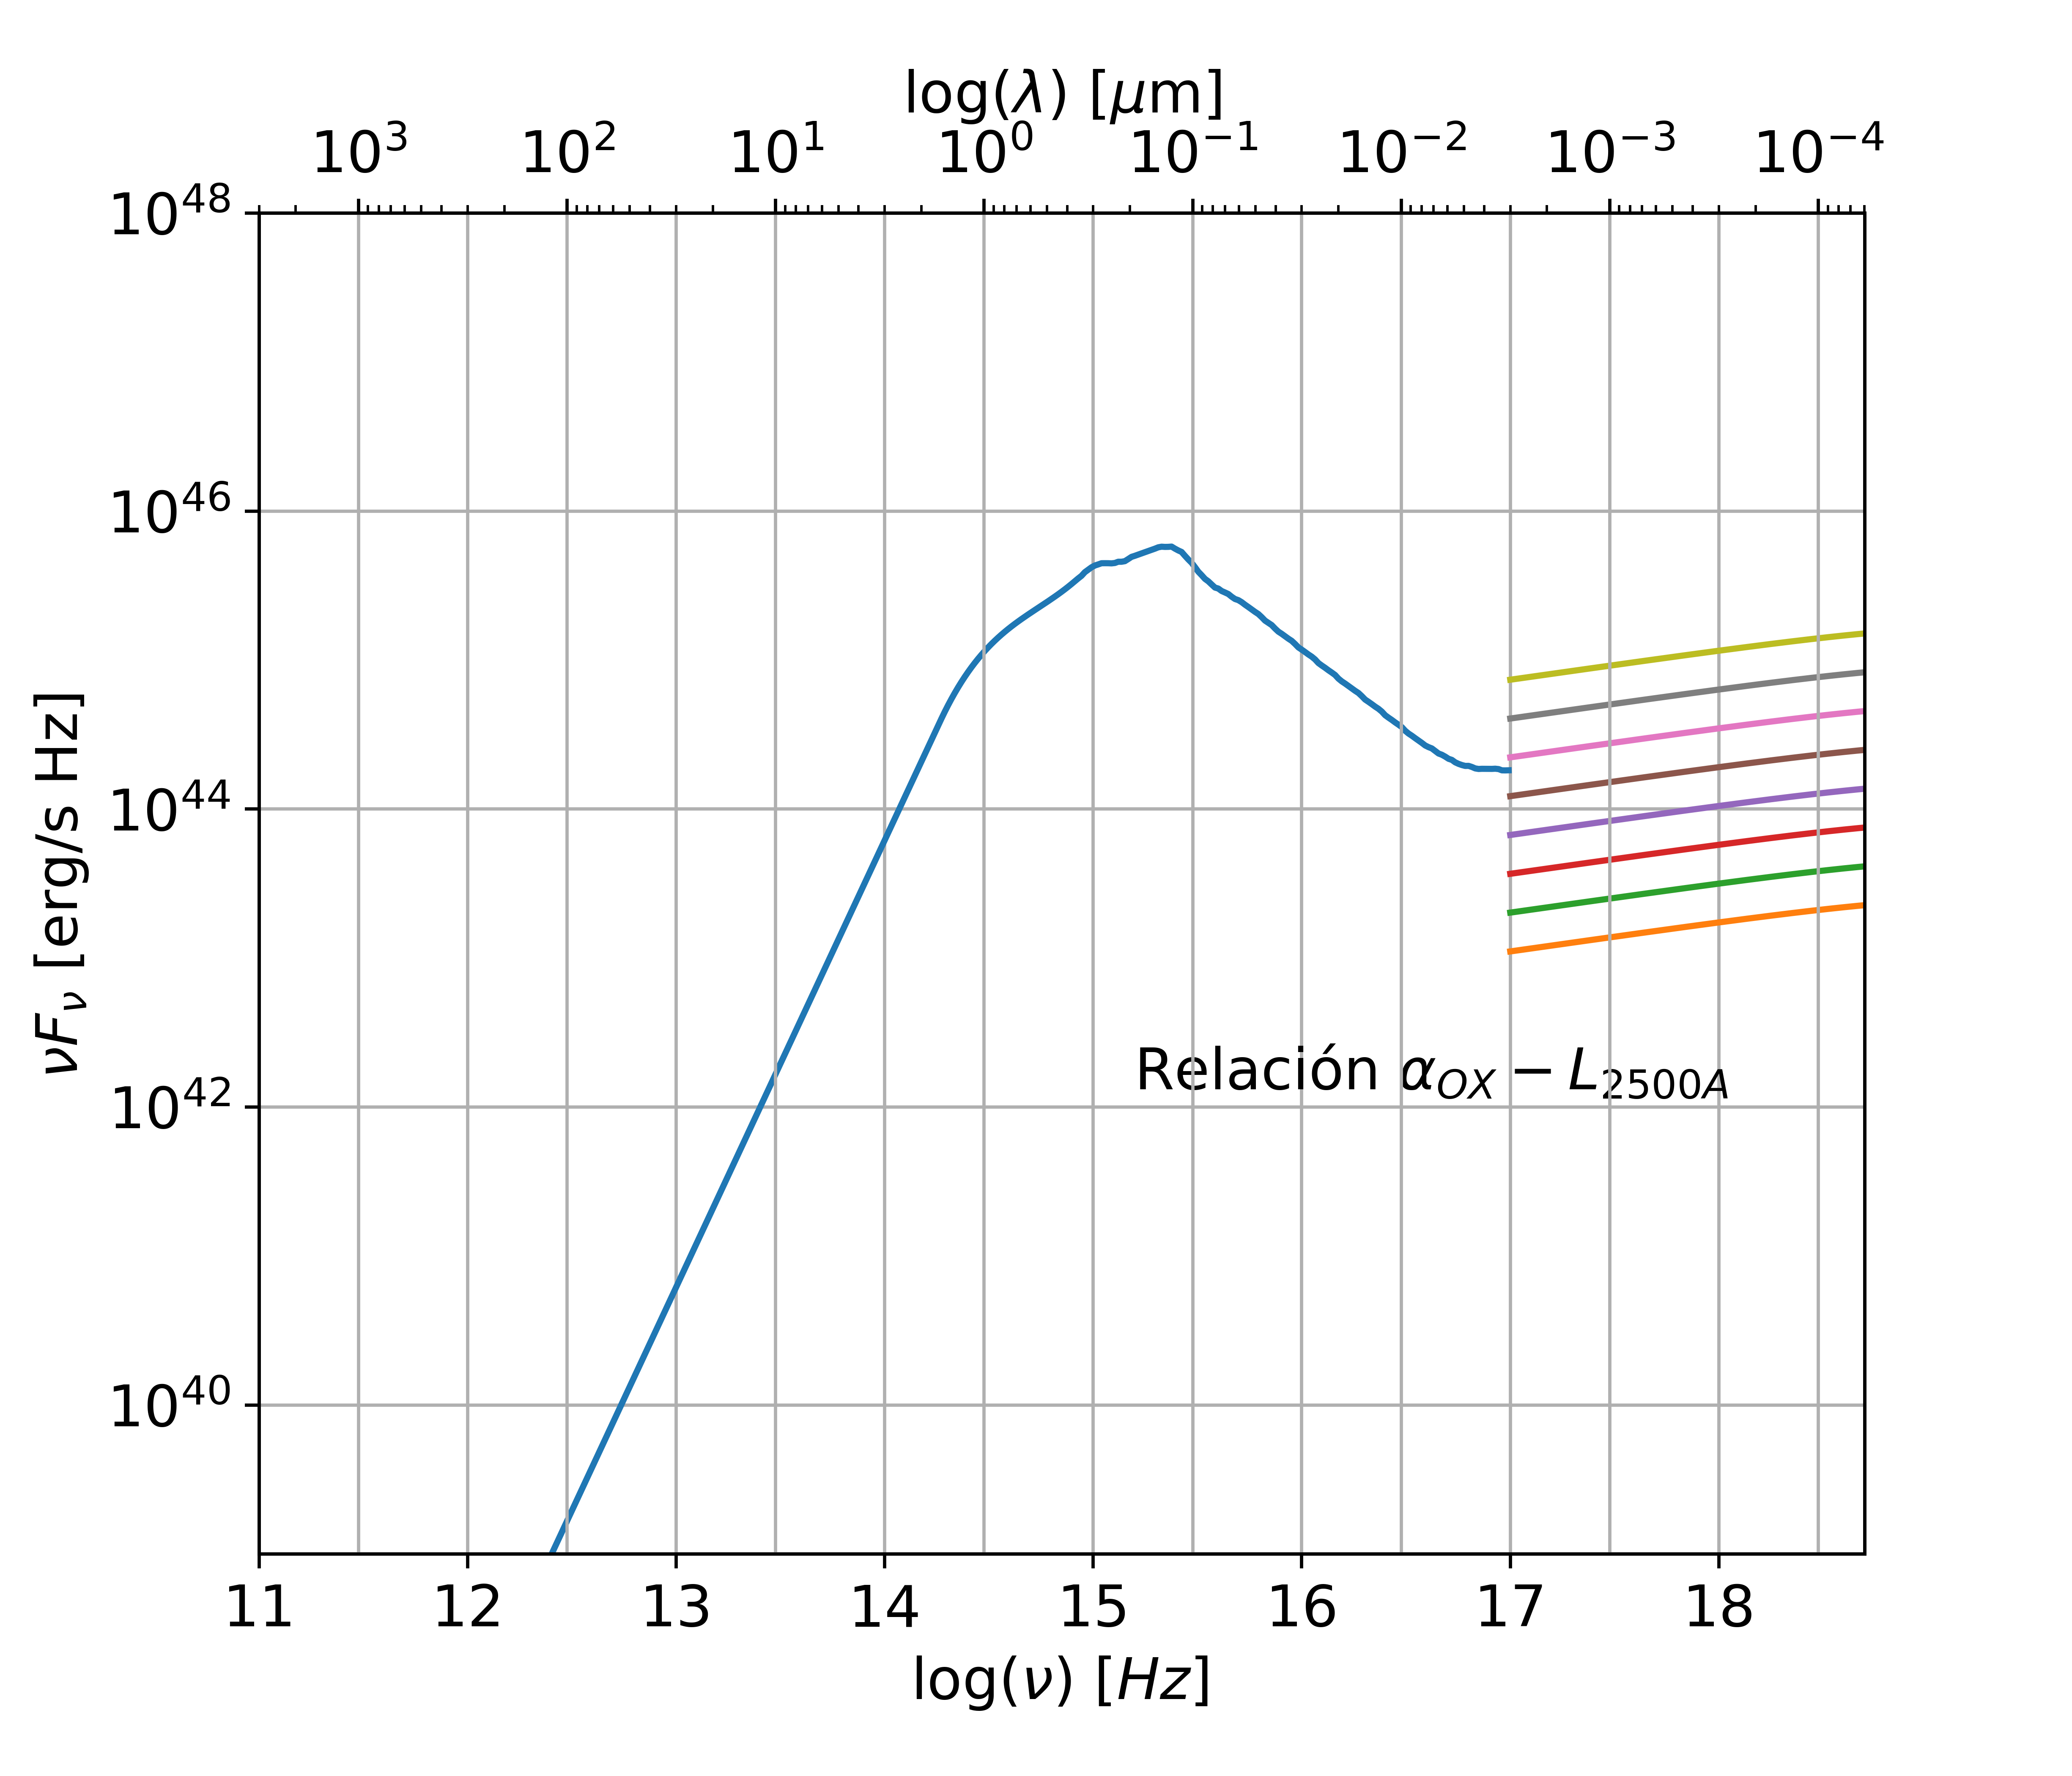 log(λ) [μm]
10³ 10² 10¹ 10⁰ 10⁻¹ 10⁻² 10⁻³ 10⁻⁴
10⁴⁸
10⁴⁶
10⁴⁴
10⁴²
10⁴⁰
νF_ν [erg/s Hz]
Relación α_OX − L_2500A
11 12 13 14 15 16 17 18
log(ν) [Hz]